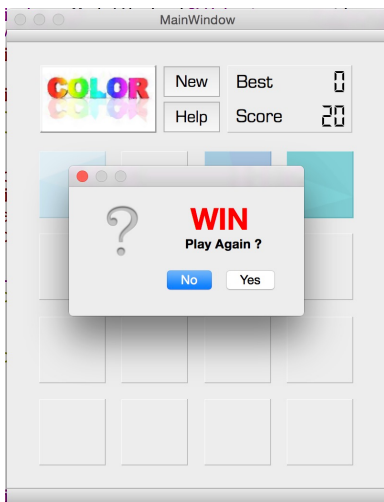 MainWindow
COLOR
New
Best 0
Help
Score 20
?
WIN
Play Again ?
No
Yes